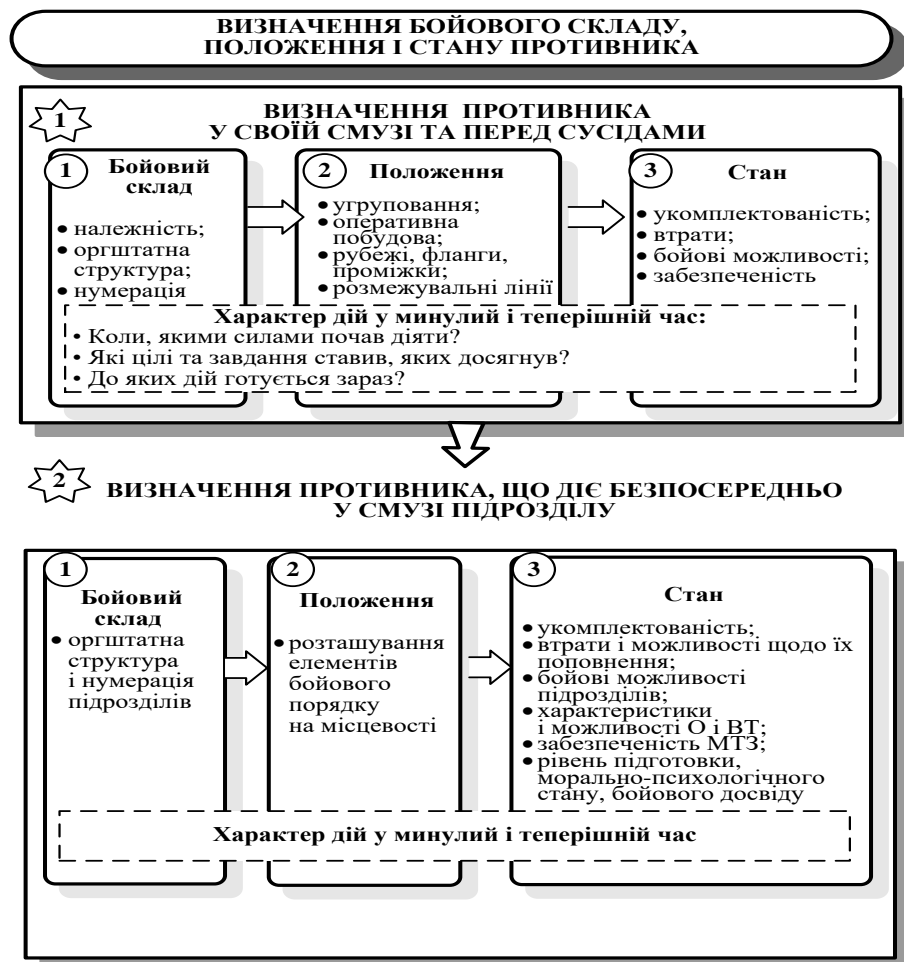 ВИЗНАЧЕННЯ БОЙОВОГО СКЛАДУ,
ПОЛОЖЕННЯ І СТАНУ ПРОТИВНИКА
1
ВИЗНАЧЕННЯ ПРОТИВНИКА
У СВОЇЙ СМУЗІ ТА ПЕРЕД СУСІДАМИ
1
Бойовий
склад
• належність;
• оргштатна
структура;
• нумерація
2
Положення
• угруповання;
• оперативна
побудова;
• рубежі, фланги,
проміжки;
• розмежувальні лінії
3
Стан
• укомплектованість;
• втрати;
• бойові можливості;
• забезпеченість
Характер дій у минулий і теперішній час:
• Коли, якими силами почав діяти?
• Які цілі та завдання ставив, яких досягнув?
• До яких дій готується зараз?
2
ВИЗНАЧЕННЯ ПРОТИВНИКА, ЩО ДІЄ БЕЗПОСЕРЕДНЬО
У СМУЗІ ПІДРОЗДІЛУ
1
Бойовий
склад
• оргштатна
структура
і нумерація
підрозділів
2
Положення
• розташування
елементів
бойового
порядку
на місцевості
3
Стан
• укомплектованість;
• втрати і можливості щодо їх
поповнення;
• бойові можливості
підрозділів;
• характеристики
і можливості О і ВТ;
• забезпеченість МТЗ;
• рівень підготовки,
морально-психологічного
стану, бойового досвіду
Характер дій у минулий і теперішній час